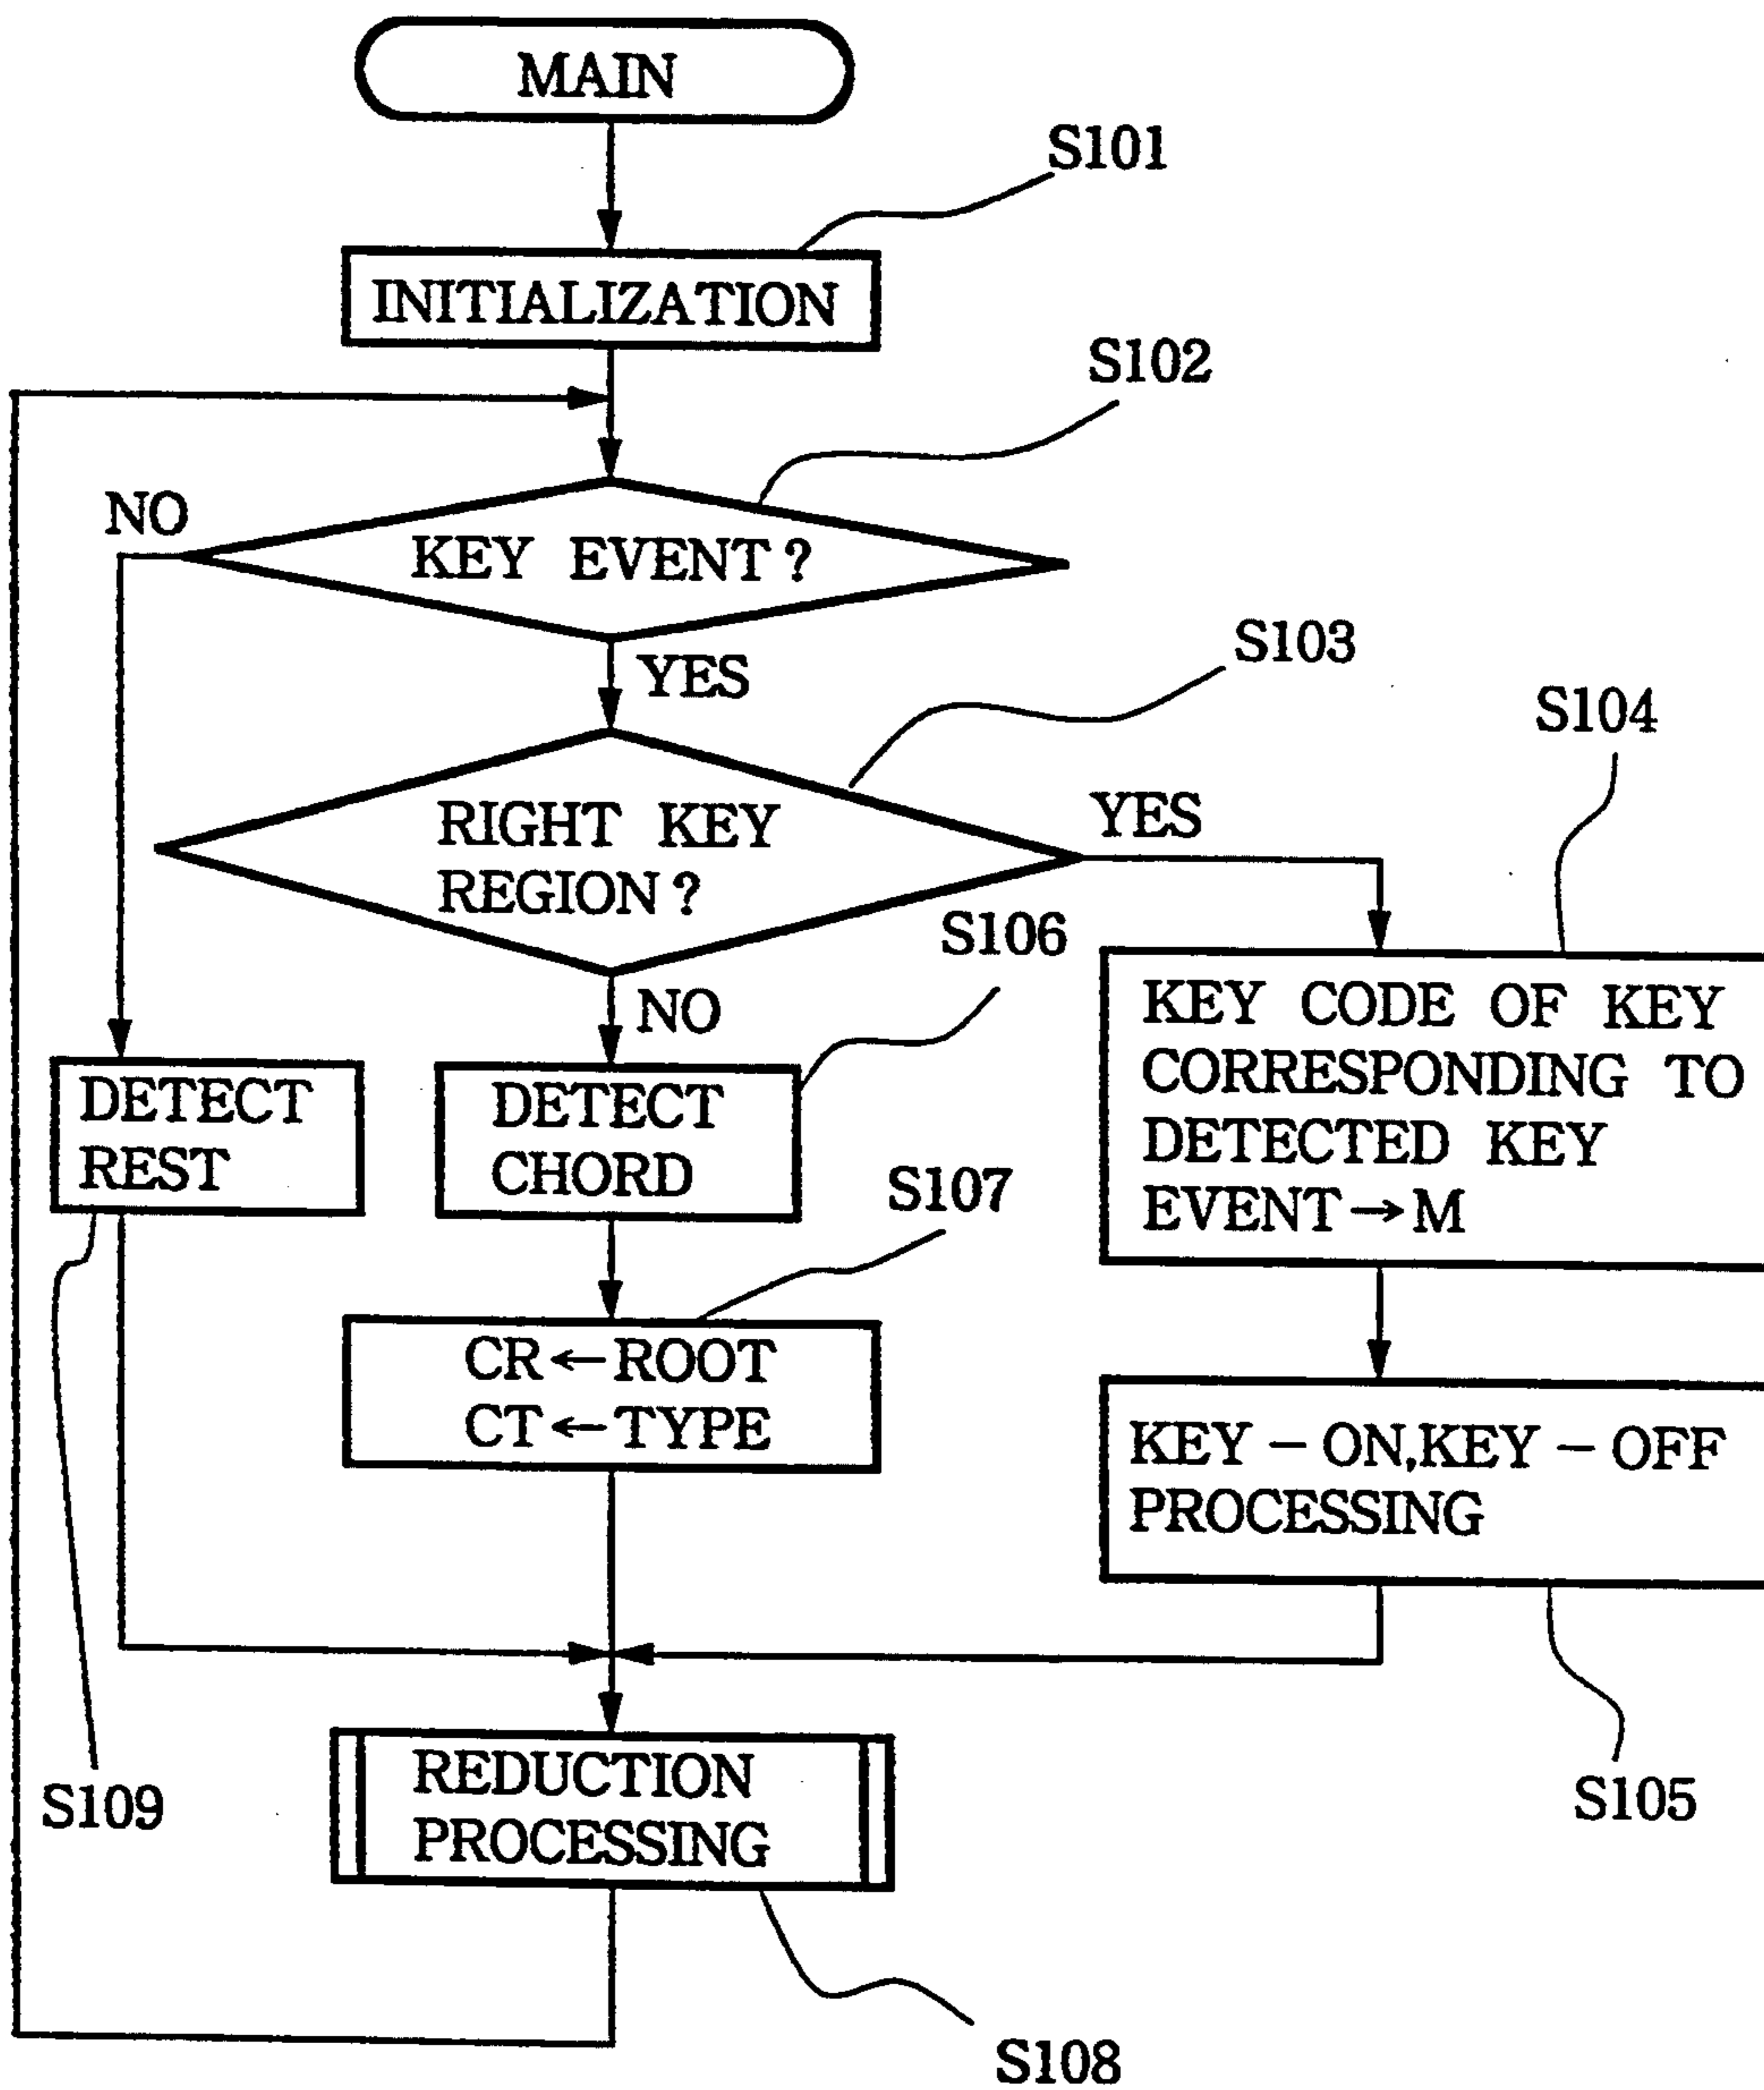 MAIN
S101
INITIALIZATION
S102
NO
KEY EVENT?
YES
S103
S104
RIGHT KEY
REGION?
YES
S106
NO
KEY CODE OF KEY
CORRESPONDING TO
DETECTED KEY
EVENT→M
DETECT
REST
DETECT
CHORD
S107
CR←ROOT
CT←TYPE
KEY-ON,KEY-OFF
PROCESSING
REDUCTION
PROCESSING
S109
S105
S108